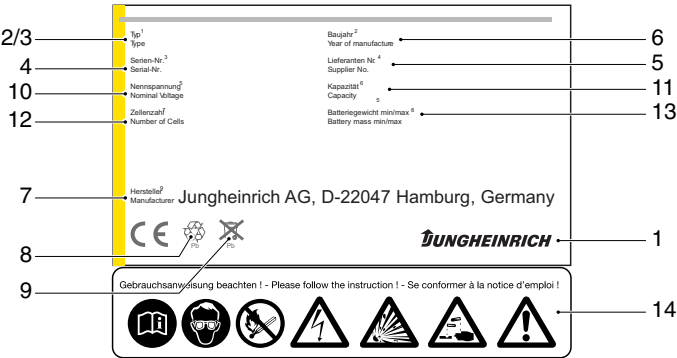 2/3 Typ1 Baujahr2 6
Type Year of manufacture
4 Serien-Nr.3 Lieferanten Nr.4 5
Serial-Nr. Supplier No.
10 Nennspannung5 Kapazität6 11
Nominal Voltage Capacity 5
12 Zellenzahl7 Batteriegewicht min/max8 13
Number of Cells Battery mass min/max
7 Hersteller9
Manufacturer Jungheinrich AG, D-22047 Hamburg, Germany
CE JUNGHEINRICH 1
8 Pb Pb
9
Gebrauchsanweisung beachten ! - Please follow the instruction ! - Se conformer à la notice d'emploi !
14